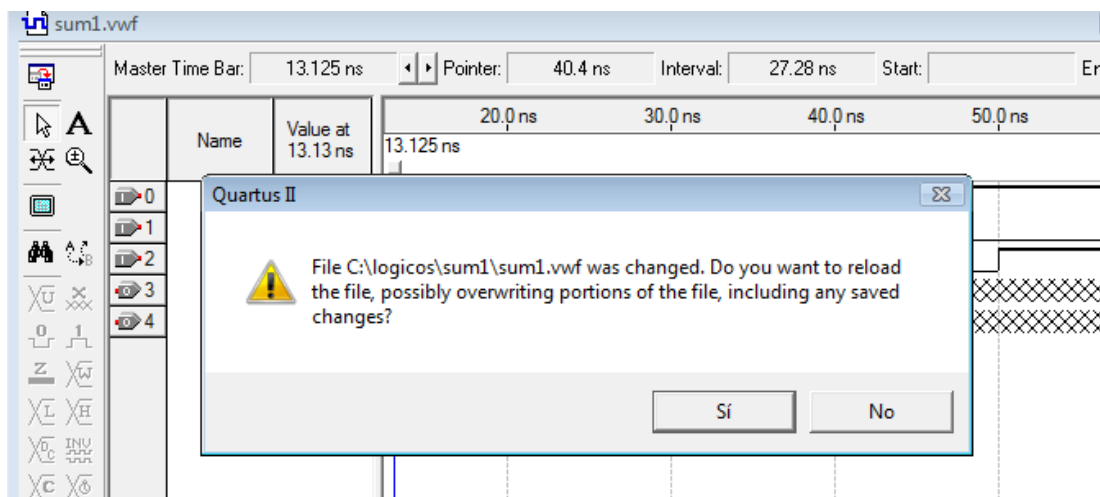 sum1.vwf
Master Time Bar: 13.125 ns Pointer: 40.4 ns Interval: 27.28 ns Start:
Name
Value at
13.13 ns
20.0 ns 30.0 ns 40.0 ns 50.0 ns
13.125 ns
0
1
2
3
4
Quartus II
File C:\logicos\sum1\sum1.vwf was changed. Do you want to reload
the file, possibly overwriting portions of the file, including any saved
changes?
Sí No